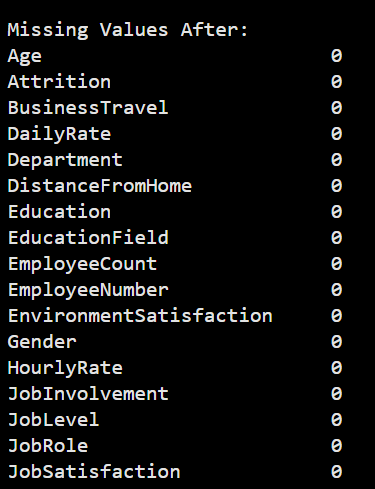 Missing Values After:
Age 0
Attrition 0
BusinessTravel 0
DailyRate 0
Department 0
DistanceFromHome 0
Education 0
EducationField 0
EmployeeCount 0
EmployeeNumber 0
EnvironmentSatisfaction 0
Gender 0
HourlyRate 0
JobInvolvement 0
JobLevel 0
JobRole 0
JobSatisfaction 0